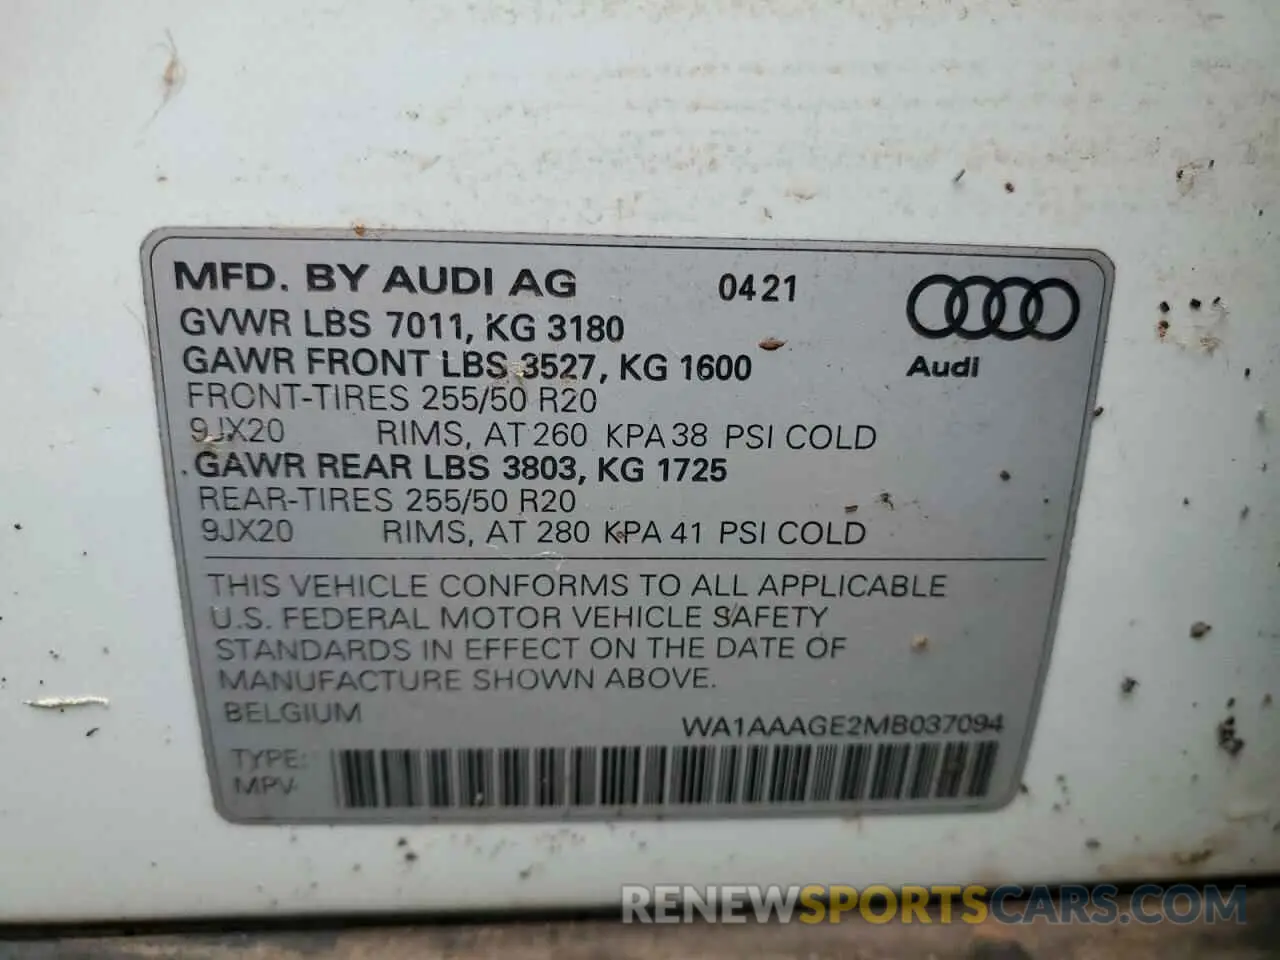 MFD. BY AUDI AG 0421
GVWR LBS 7011, KG 3180
GAWR FRONT LBS 3527, KG 1600
Audi
FRONT-TIRES 255/50 R20
9JX20 RIMS, AT 260 KPA 38 PSI COLD
GAWR REAR LBS 3803, KG 1725
REAR-TIRES 255/50 R20
9JX20 RIMS, AT 280 KPA 41 PSI COLD
THIS VEHICLE CONFORMS TO ALL APPLICABLE
U.S. FEDERAL MOTOR VEHICLE SAFETY
STANDARDS IN EFFECT ON THE DATE OF
MANUFACTURE SHOWN ABOVE.
BELGIUM WA1AAAGE2MB037094
TYPE:
MPV
RENEWSPORTSCARS.COM